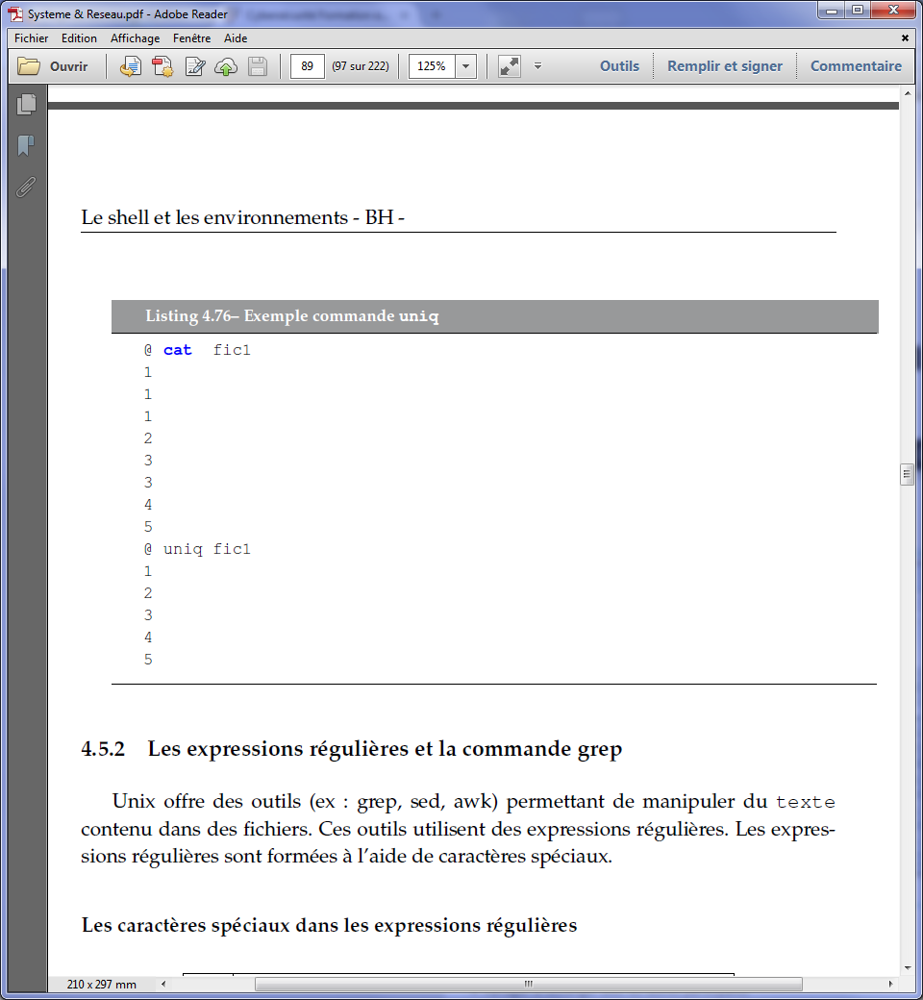 Systeme & Reseau.pdf - Adobe Reader
Fichier Edition Affichage Fenêtre Aide
Ouvrir 89 (97 sur 222) 125% Outils Remplir et signer Commentaire
Le shell et les environnements - BH -
Listing 4.76– Exemple commande uniq
@ cat fic1
1
1
1
2
3
3
4
5
@ uniq fic1
1
2
3
4
5
4.5.2 Les expressions régulières et la commande grep
Unix offre des outils (ex : grep, sed, awk) permettant de manipuler du texte
contenu dans des fichiers. Ces outils utilisent des expressions régulières. Les expres-
sions régulières sont formées à l'aide de caractères spéciaux.
Les caractères spéciaux dans les expressions régulières
210 x 297 mm